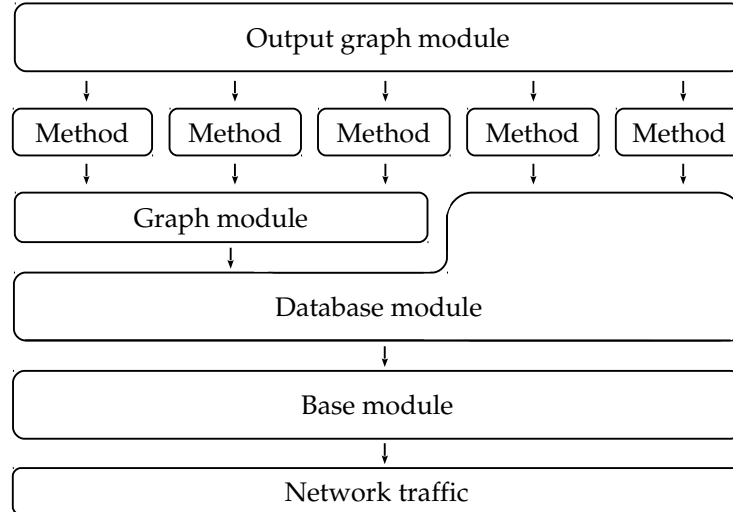 Output graph module
Method Method Method Method Method
Graph module
Database module
Base module
Network traffic